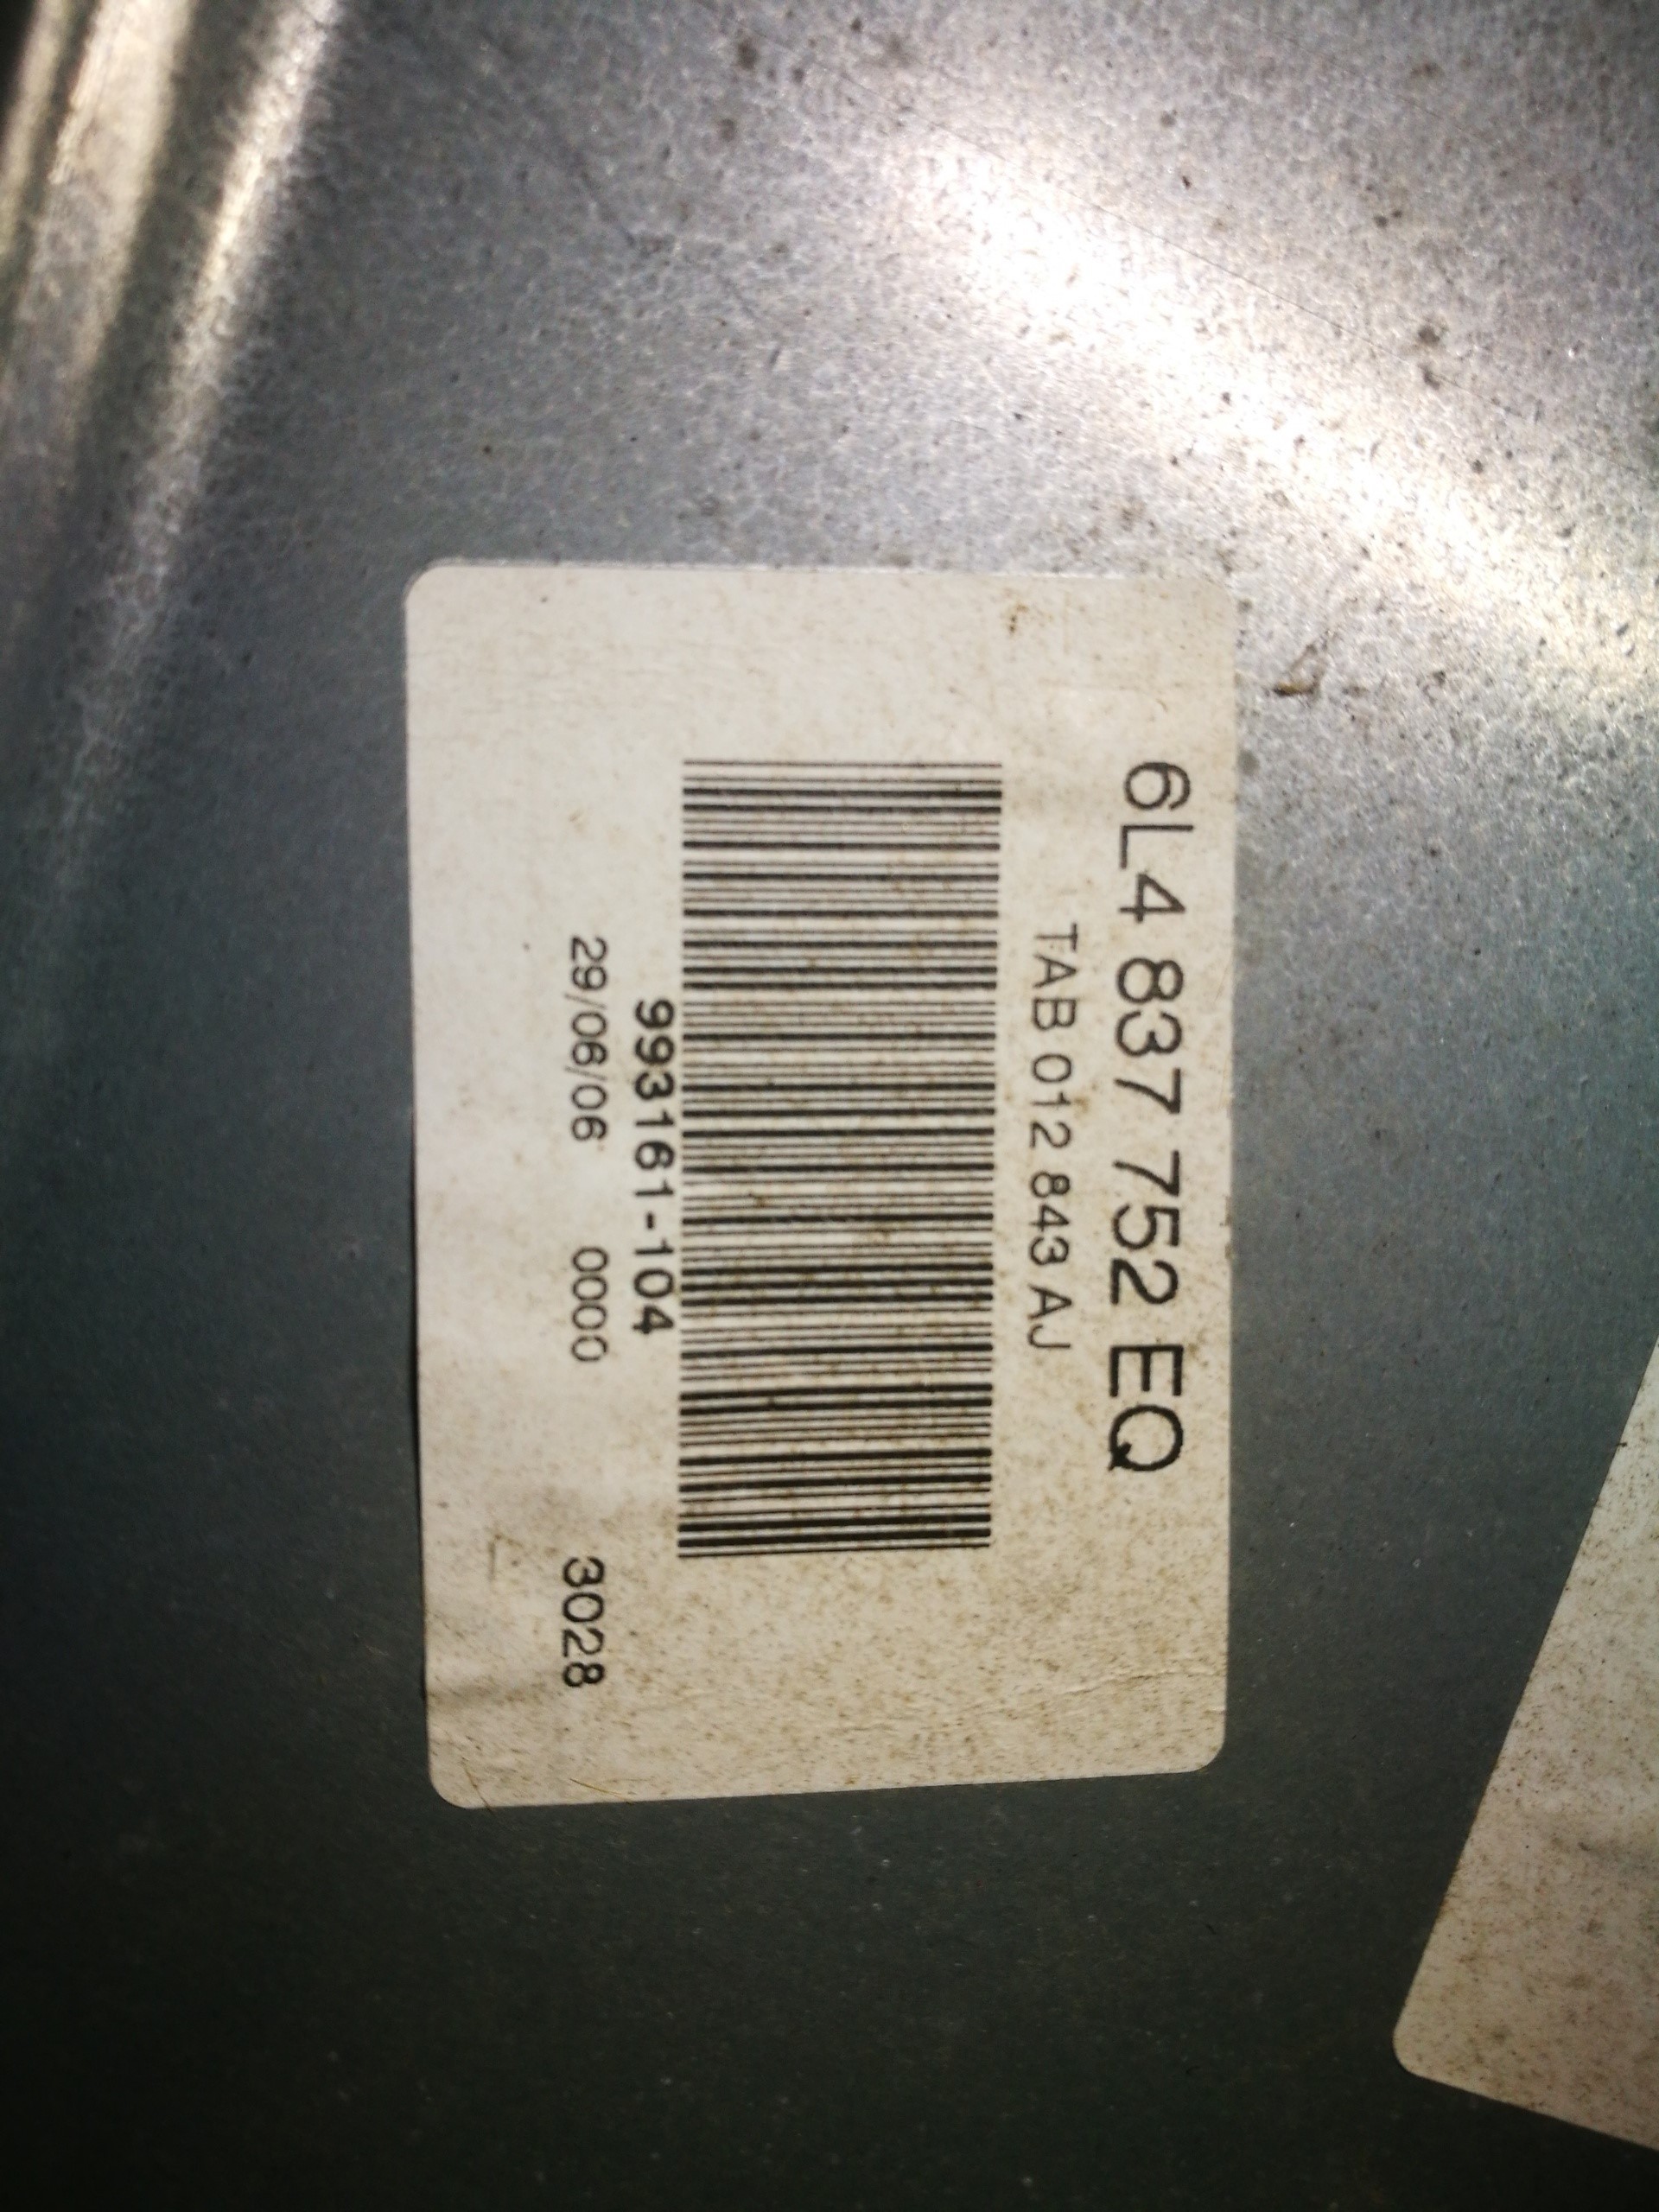 6L4 837 752 EQ
TAB 012 843 AJ
993161-104
29/06/06 0000 3028